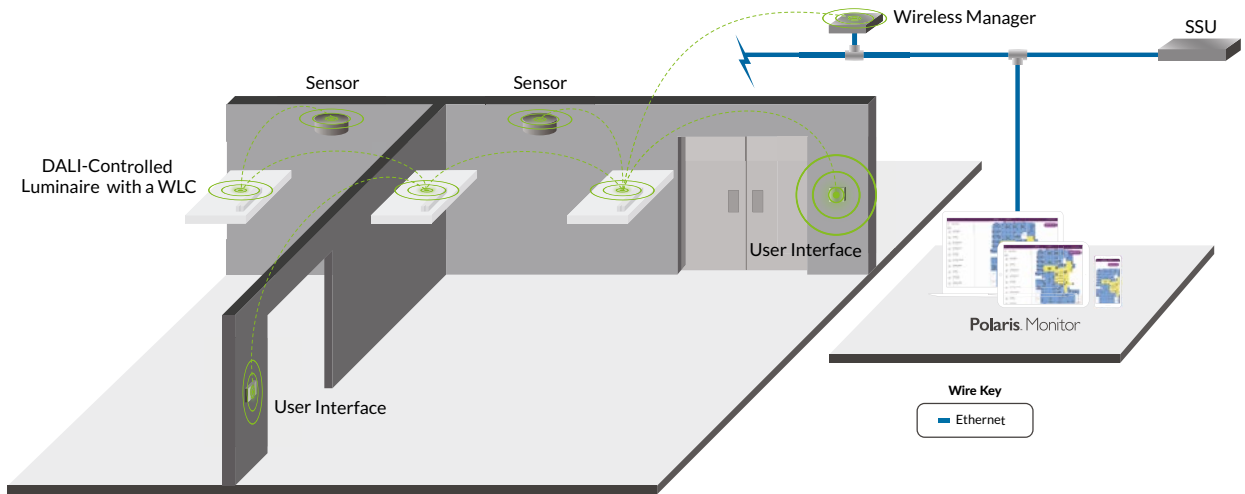 Wireless Manager
SSU
Sensor
Sensor
DALI-Controlled
Luminaire with a WLC
User Interface
User Interface
Polaris. Monitor
Wire Key
Ethernet